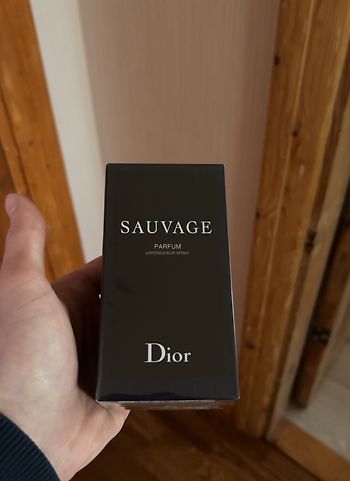 SAUVAGE
PARFUM
VAPORISATEUR SPRAY
Dior